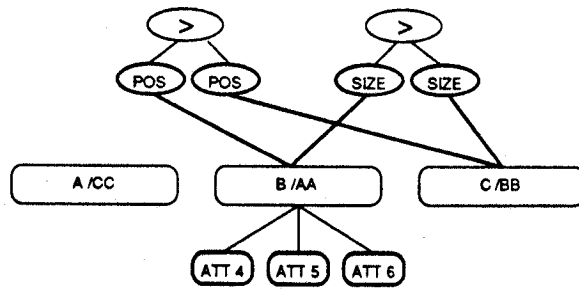 > >
POS POS SIZE SIZE
A /CC B /AA C /BB
ATT 4 ATT 5 ATT 6